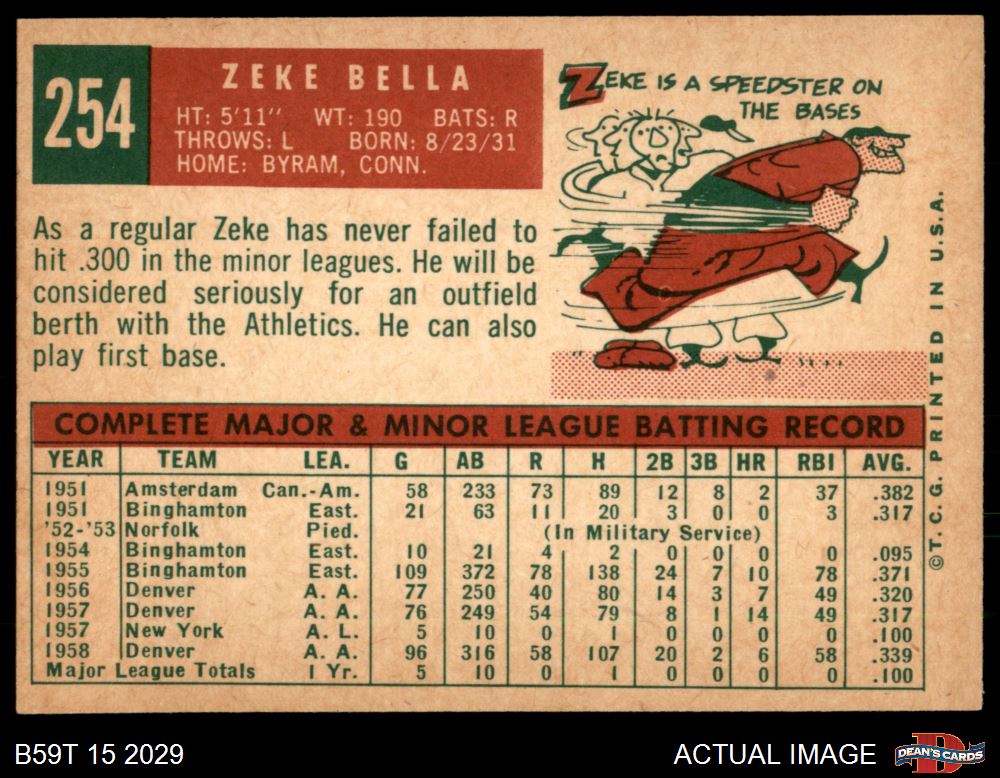 254
ZEKE BELLA
HT: 5'11" WT: 190 BATS: R
THROWS: L BORN: 8/23/31
HOME: BYRAM, CONN.
ZEKE IS A SPEEDSTER ON
THE BASES
As a regular Zeke has never failed to
hit .300 in the minor leagues. He will be
considered seriously for an outfield
berth with the Athletics. He can also
play first base.
COMPLETE MAJOR & MINOR LEAGUE BATTING RECORD
YEAR TEAM LEA. G AB R H 2B 3B HR RBI AVG.
1951 Amsterdam Can.-Am. 58 233 73 89 12 8 2 37 .382
1951 Binghamton East. 21 63 11 20 3 0 0 3 .317
'52-'53 Norfolk Pied. (In Military Service)
1954 Binghamton East. 10 21 4 2 0 0 0 0 .095
1955 Binghamton East. 109 372 78 138 24 7 10 78 .371
1956 Denver A. A. 77 250 40 80 14 3 7 49 .320
1957 Denver A. A. 76 249 54 79 8 1 14 49 .317
1957 New York A. L. 5 10 0 1 0 0 0 0 .100
1958 Denver A. A. 96 316 58 107 20 2 6 58 .339
Major League Totals 1 Yr. 5 10 0 1 0 0 0 0 .100
©T. C. G. PRINTED IN U.S.A.
B59T 15 2029
ACTUAL IMAGE
DEAN'S CARDS